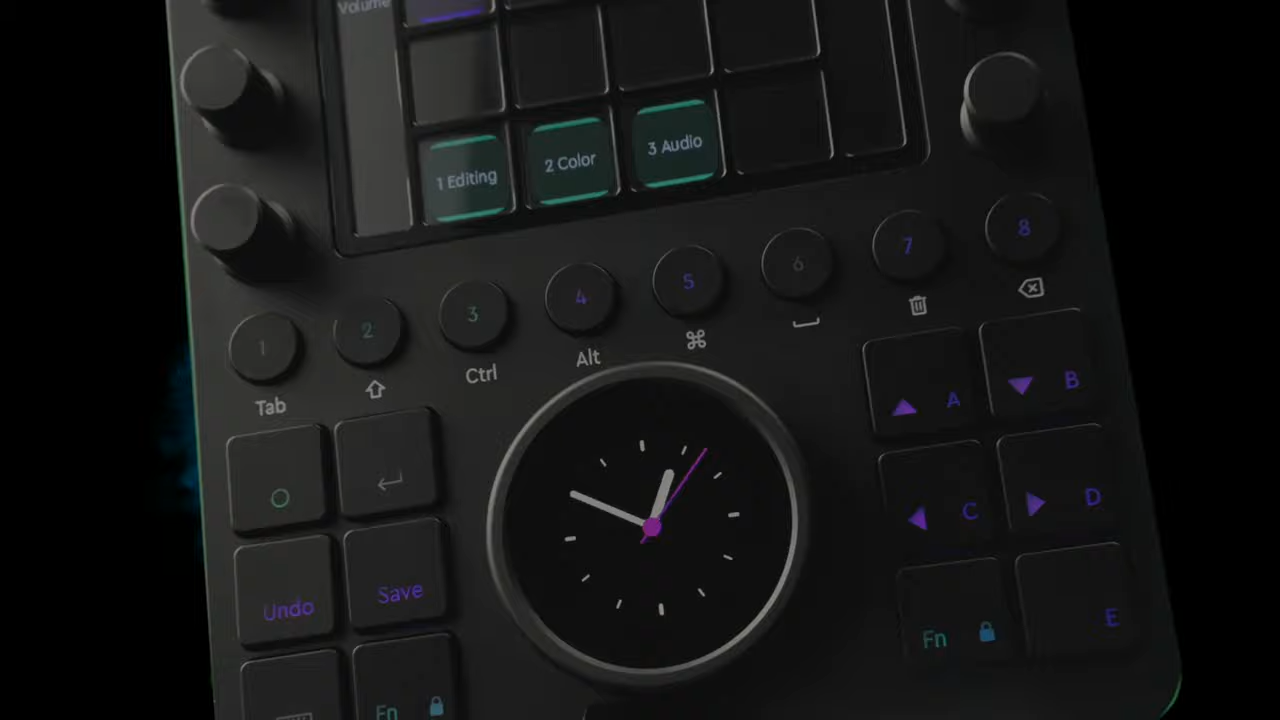 Volume
1 Editing
2 Color
3 Audio
1
2
3
4
5
6
7
8
Tab
Ctrl
Alt
A
B
C
D
Undo
Save
Fn
E
Fn